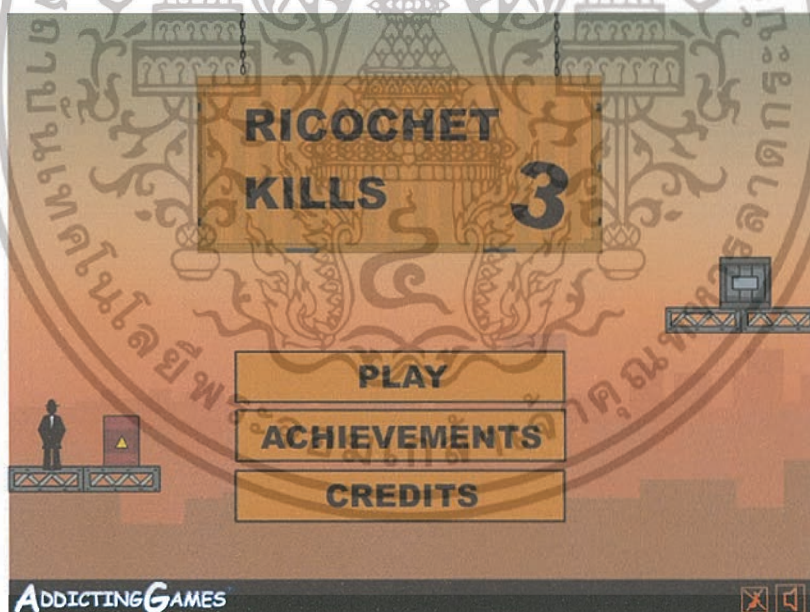 RICOCHET
KILLS 3
PLAY
ACHIEVEMENTS
CREDITS
ADDICTINGGAMES